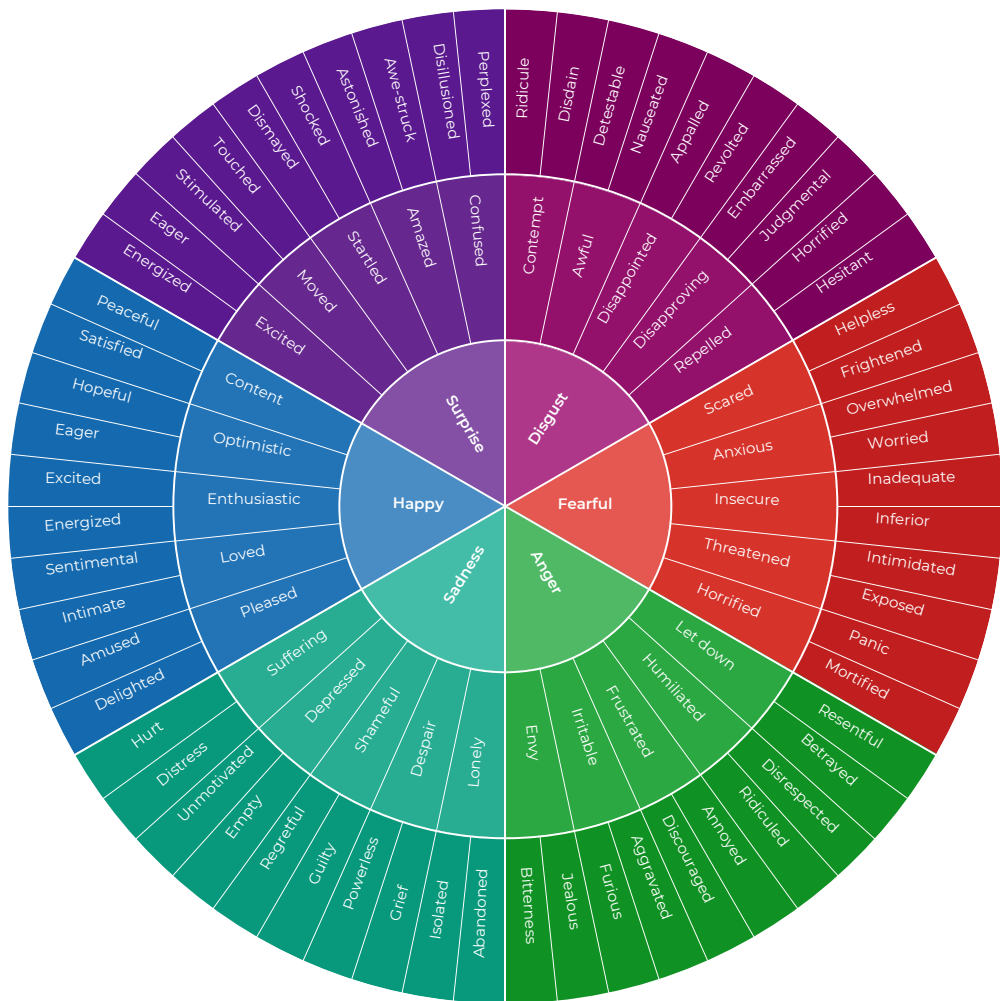 Surprise
Excited
Moved
Startled
Amazed
Confused
Energized
Eager
Stimulated
Touched
Dismayed
Shocked
Astonished
Awe-struck
Disillusioned
Perplexed
Disgust
Contempt
Awful
Disappointed
Disapproving
Repelled
Ridicule
Disdain
Detestable
Nauseated
Appalled
Revolted
Embarrassed
Judgmental
Horrified
Hesitant
Fearful
Scared
Anxious
Insecure
Threatened
Horrified
Helpless
Frightened
Overwhelmed
Worried
Inadequate
Inferior
Intimidated
Exposed
Panic
Mortified
Anger
Let down
Humiliated
Frustrated
Irritable
Envy
Resentful
Betrayed
Disrespected
Ridiculed
Annoyed
Discouraged
Aggravated
Furious
Jealous
Bitterness
Sadness
Lonely
Despair
Shameful
Depressed
Suffering
Abandoned
Isolated
Grief
Powerless
Guilty
Regretful
Empty
Unmotivated
Distress
Hurt
Happy
Pleased
Loved
Enthusiastic
Optimistic
Content
Delighted
Amused
Intimate
Sentimental
Energized
Excited
Eager
Hopeful
Satisfied
Peaceful